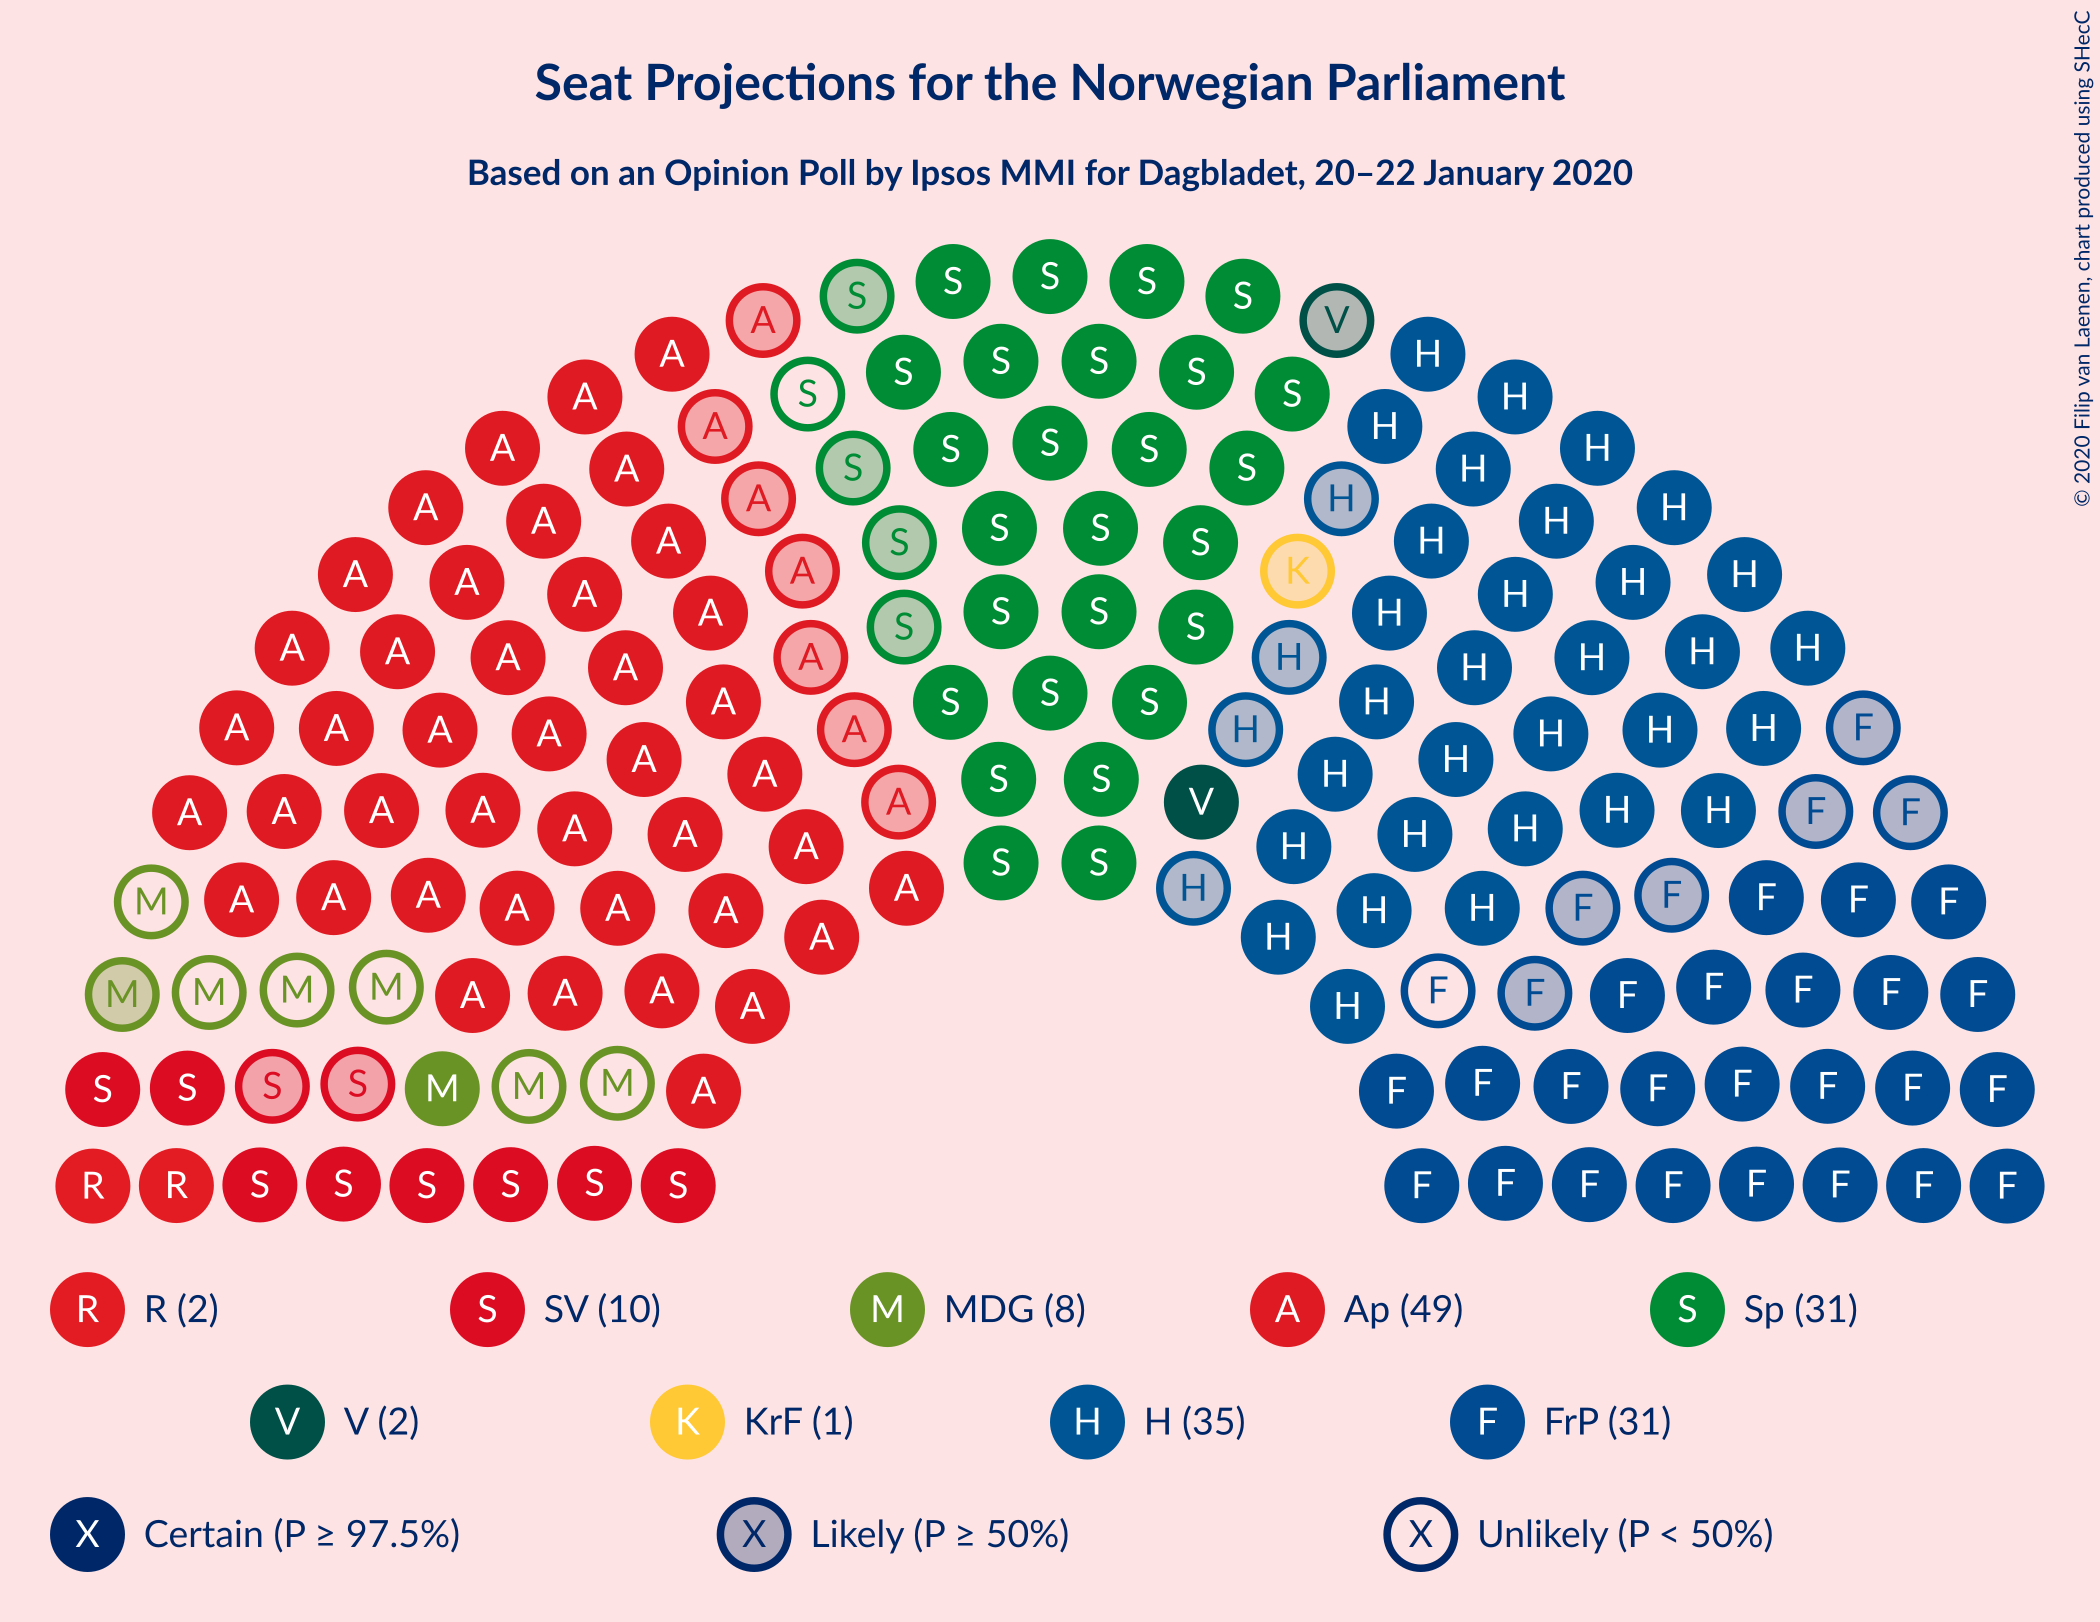 Seat Projections for the Norwegian Parliament
Based on an Opinion Poll by Ipsos MMI for Dagbladet, 20–22 January 2020
© 2020 Filip van Laenen, chart produced using SHecC
S S S S S
A V
A H
A S S S S S S H
A A H H
A S S S S S H H
A A H H
A A S S S S K H H
A A A H H H
A A A S S S S H H H H
A A A A H H H H
A A A A S S S H H H H F
A A A A A S S H H H H H
A A A A A A V H H H F F
A A A A S S H H H
M A A A A A A A H H H F F F F F
M M M M A A A A H F F F F F F F
S S S S M M M A F F F F F F F F
R R S S S S S S F F F F F F F F
R R (2) S SV (10) M MDG (8) A Ap (49) S Sp (31)
V V (2) K KrF (1) H H (35) F FrP (31)
X Certain (P ≥ 97.5%) X Likely (P ≥ 50%) X Unlikely (P < 50%)